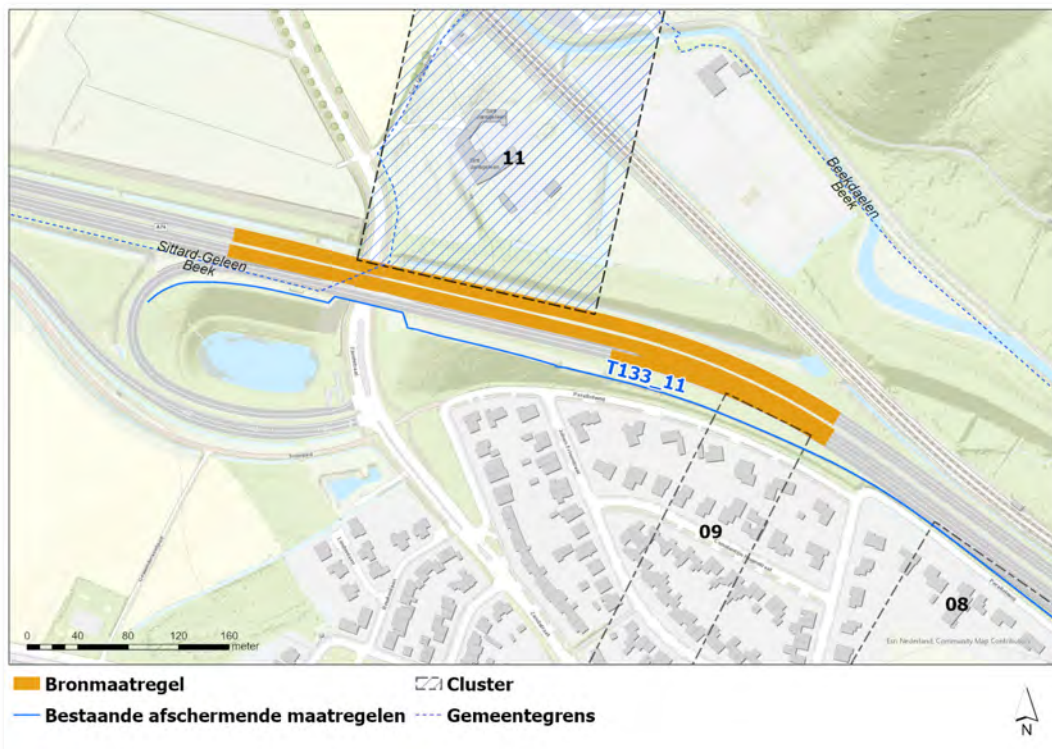 11
Beekdaelen
Beek
A76
Sittard-Geleen
Beek
T133_11
09
08
0 40 80 120 160
meter
Esri Nederland, Community Map Contributors
Bronmaatregel
Cluster
Bestaande afschermende maatregelen
Gemeentegrens
N